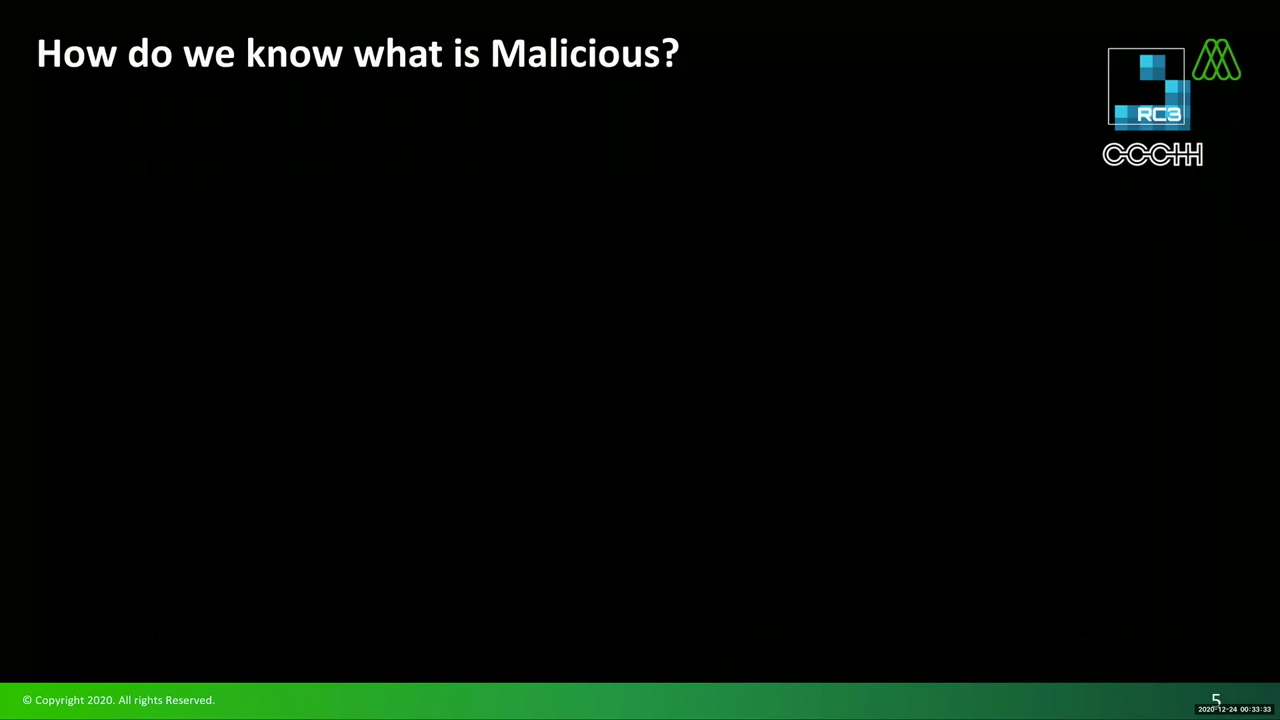 How do we know what is Malicious?
RC3
CCCHH
© Copyright 2020. All rights Reserved.
5
2020-12-24 00:33:33